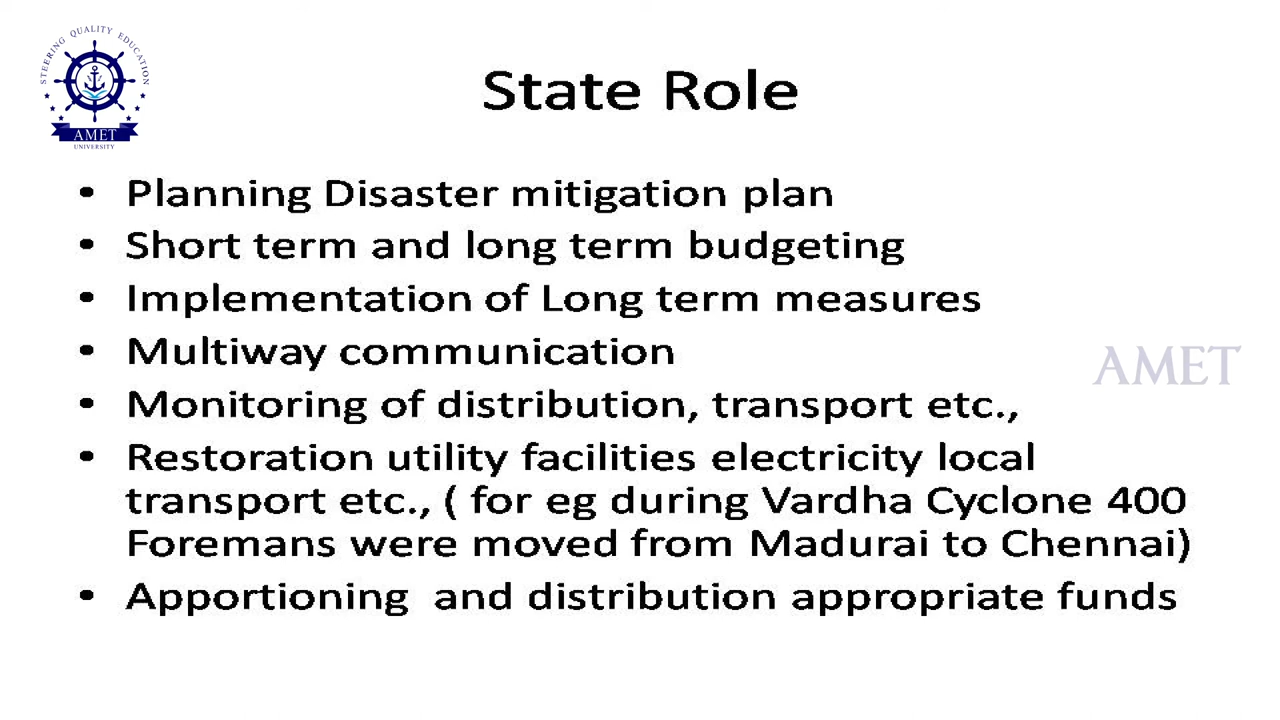 STEERING QUALITY EDUCATION
AMET
UNIVERSITY
State Role
• Planning Disaster mitigation plan
• Short term and long term budgeting
• Implementation of Long term measures
• Multiway communication
AMET
• Monitoring of distribution, transport etc.,
• Restoration utility facilities electricity local
transport etc., ( for eg during Vardha Cyclone 400
Foremans were moved from Madurai to Chennai)
• Apportioning  and distribution appropriate funds